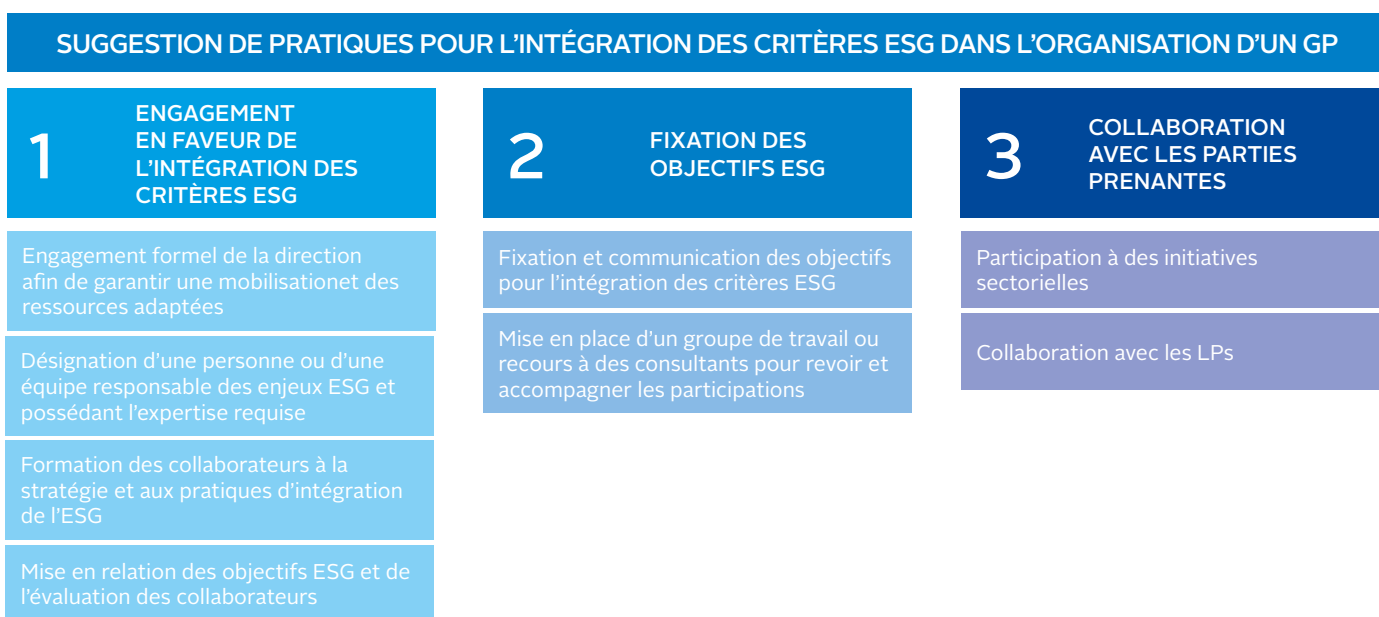 SUGGESTION DE PRATIQUES POUR L'INTÉGRATION DES CRITÈRES ESG DANS L'ORGANISATION D'UN GP
1
ENGAGEMENT
EN FAVEUR DE
L'INTÉGRATION DES
CRITÈRES ESG
Engagement formel de la direction
afin de garantir une mobilisationet des
ressources adaptées
Désignation d'une personne ou d'une
équipe responsable des enjeux ESG et
possédant l'expertise requise
Formation des collaborateurs à la
stratégie et aux pratiques d'intégration
de l'ESG
Mise en relation des objectifs ESG et de
l'évaluation des collaborateurs
2
FIXATION DES
OBJECTIFS ESG
Fixation et communication des objectifs
pour l'intégration des critères ESG
Mise en place d'un groupe de travail ou
recours à des consultants pour revoir et
accompagner les participations
3
COLLABORATION
AVEC LES PARTIES
PRENANTES
Participation à des initiatives
sectorielles
Collaboration avec les LPs